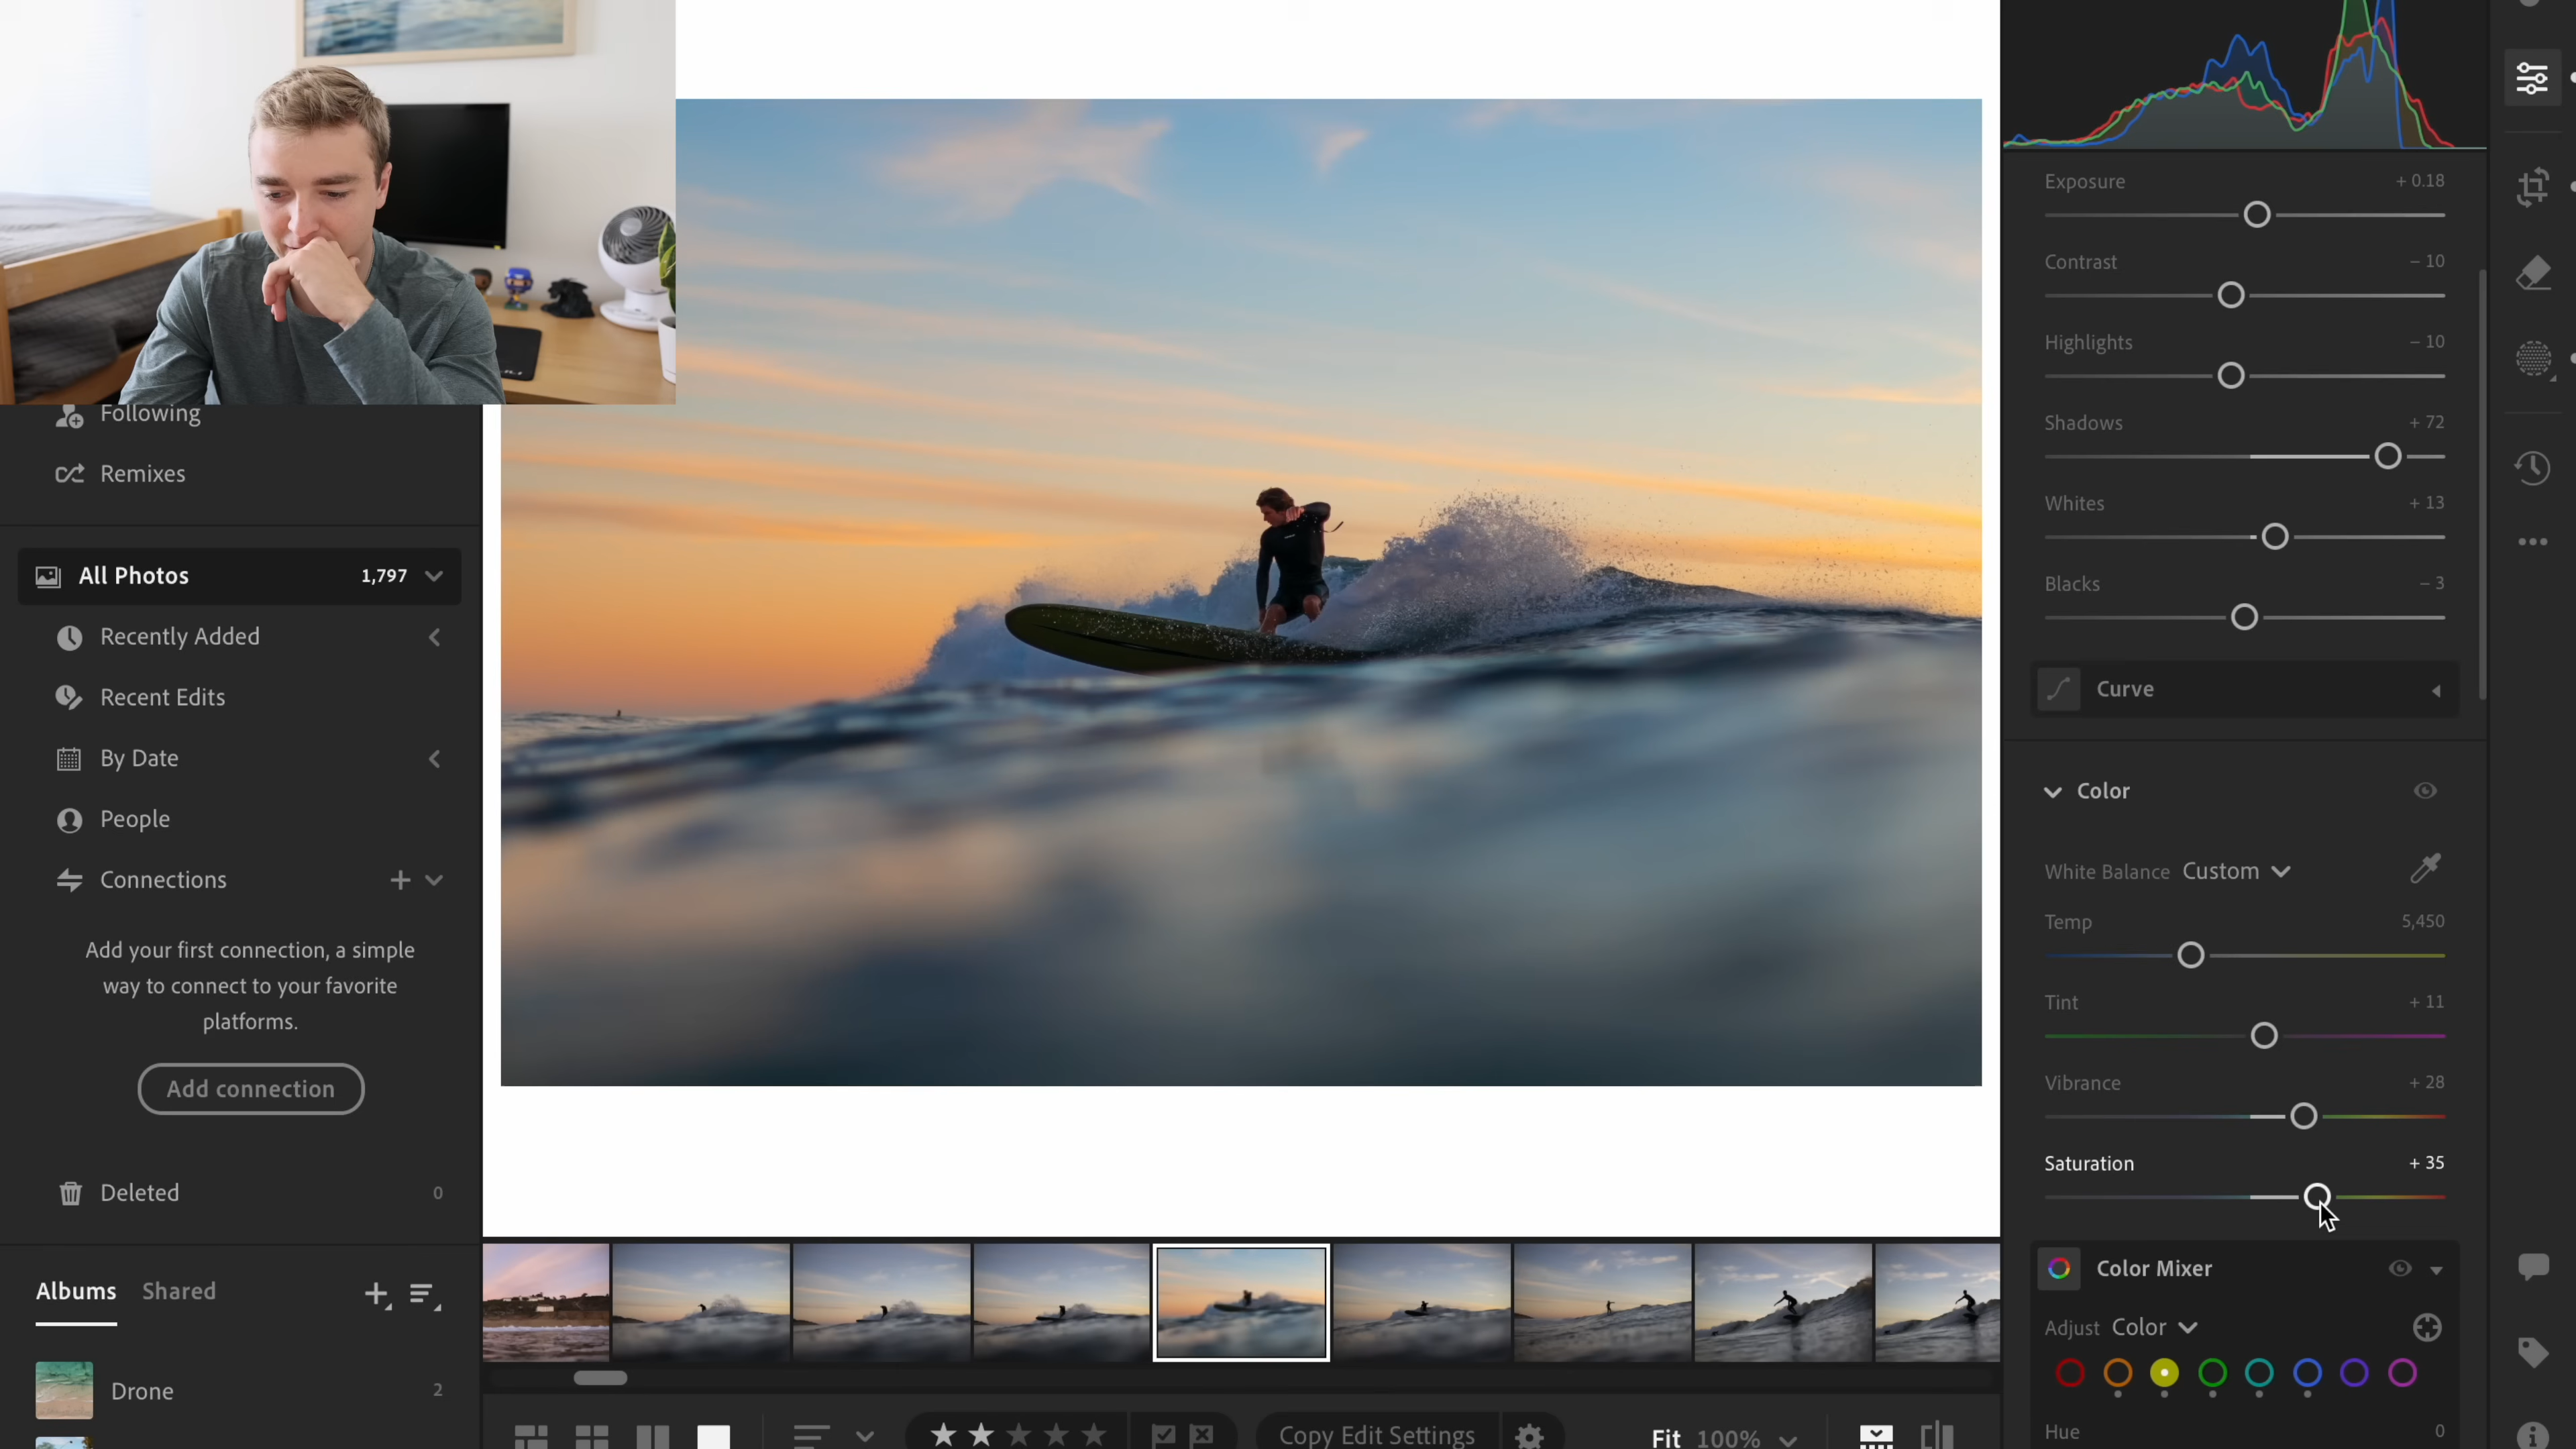 Following
Remixes
All Photos 1,797
Recently Added
Recent Edits
By Date
People
Connections
Add your first connection, a simple
way to connect to your favorite
platforms.
Add connection
Deleted 0
Albums Shared
Drone 2
Copy Edit Settings
Fit 100%
Exposure + 0.18
Contrast – 10
Highlights – 10
Shadows + 72
Whites + 13
Blacks – 3
Curve
Color
White Balance Custom
Temp 5,450
Tint + 11
Vibrance + 28
Saturation + 35
Color Mixer
Adjust Color
Hue 0